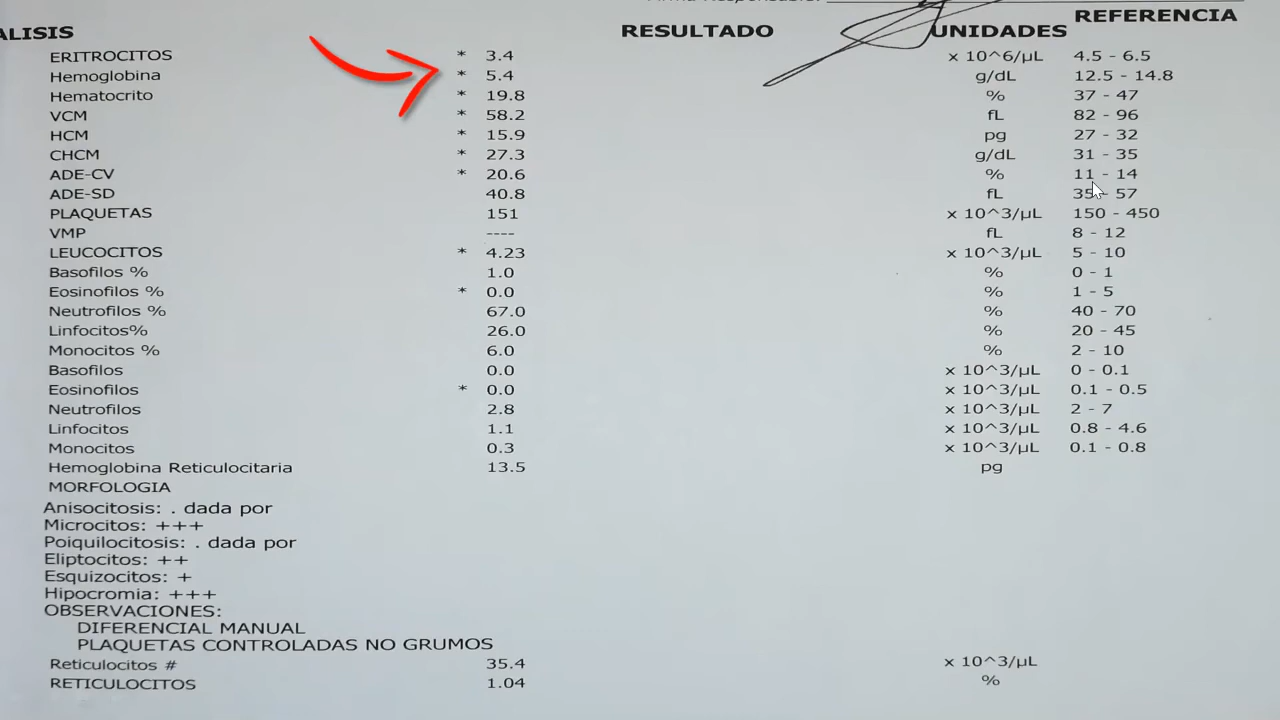 ALISIS RESULTADO UNIDADES REFERENCIA
ERITROCITOS * 3.4 x 10^6/µL 4.5 - 6.5
Hemoglobina * 5.4 g/dL 12.5 - 14.8
Hematocrito * 19.8 % 37 - 47
VCM * 58.2 fL 82 - 96
HCM * 15.9 pg 27 - 32
CHCM * 27.3 g/dL 31 - 35
ADE-CV * 20.6 % 11 - 14
ADE-SD 40.8 fL 35 - 57
PLAQUETAS 151 x 10^3/µL 150 - 450
VMP ---- fL 8 - 12
LEUCOCITOS * 4.23 x 10^3/µL 5 - 10
Basofilos % 1.0 % 0 - 1
Eosinofilos % * 0.0 % 1 - 5
Neutrofilos % 67.0 % 40 - 70
Linfocitos% 26.0 % 20 - 45
Monocitos % 6.0 % 2 - 10
Basofilos 0.0 x 10^3/µL 0 - 0.1
Eosinofilos * 0.0 x 10^3/µL 0.1 - 0.5
Neutrofilos 2.8 x 10^3/µL 2 - 7
Linfocitos 1.1 x 10^3/µL 0.8 - 4.6
Monocitos 0.3 x 10^3/µL 0.1 - 0.8
Hemoglobina Reticulocitaria 13.5 pg
MORFOLOGIA
Anisocitosis: . dada por
Microcitos: +++
Poiquilocitosis: . dada por
Eliptocitos: ++
Esquizocitos: +
Hipocromia: +++
OBSERVACIONES:
DIFERENCIAL MANUAL
PLAQUETAS CONTROLADAS NO GRUMOS
Reticulocitos # 35.4 x 10^3/µL
RETICULOCITOS 1.04 %